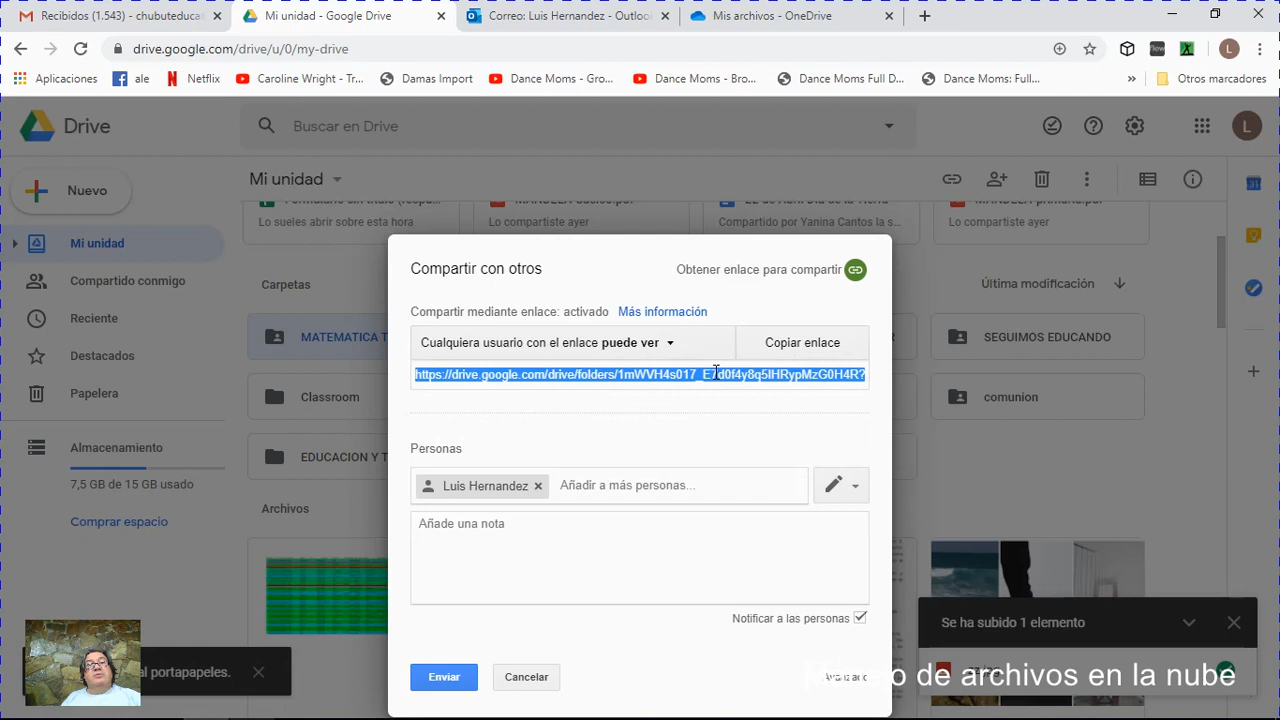 Recibidos (1.543) - chubuteducat
Mi unidad - Google Drive
Correo: Luis Hernandez - Outlook
Mis archivos - OneDrive
drive.google.com/drive/u/0/my-drive
Aplicaciones
ale
Netflix
Caroline Wright - Tr...
Damas Import
Dance Moms - Gro...
Dance Moms - Bro...
Dance Moms Full D...
Dance Moms: Full...
Otros marcadores
Drive
Buscar en Drive
L
Nuevo
Mi unidad
Compartido conmigo
Reciente
Destacados
Papelera
Almacenamiento
7,5 GB de 15 GB usado
Comprar espacio
Mi unidad
Lo sueles abrir esta hora
Lo compartiste ayer
Compartido por Yanina Cantos la s
Lo compartiste ayer
Carpetas
Última modificación
MATEMATICA T
SEGUIMOS EDUCANDO
Classroom
comunion
EDUCACION Y T
Archivos
Compartir con otros
Obtener enlace para compartir
Compartir mediante enlace: activado Más información
Cualquiera usuario con el enlace puede ver
Copiar enlace
https://drive.google.com/drive/folders/1mWVH4s017_E7d0f4y8q5lHRypMzG0H4R?
Personas
Luis Hernandez
Añadir a más personas...
Añade una nota
Notificar a las personas
Enviar
Cancelar
Se ha subido 1 elemento
al portapapeles.
de archivos en la nube